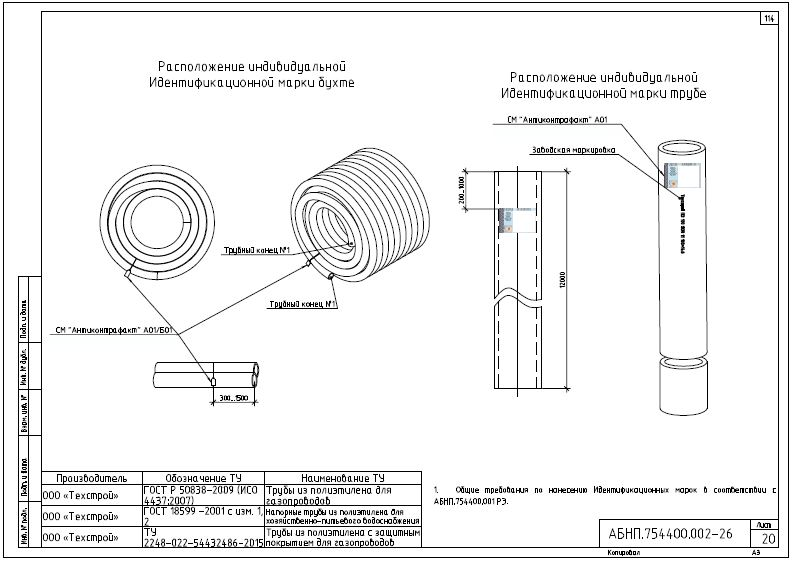 114
Расположение индивидуальной
Идентификационной марки бухте
Расположение индивидуальной
Идентификационной марки трубе
СМ "Антиконтрафакт" А01
Заводская маркировка
200...1000
12000
Трубный конец №1
Трубный конец №1
СМ "Антиконтрафакт" А01/Б01
300...1500
Подп. и дата
Инв. № дубл.
Взам. инв. №
Подп. и дата
Инв. № подл.
Производитель Обозначение ТУ Наименование ТУ
ООО «Техстрой» ГОСТ Р 50838-2009 (ИСО 4437:2007) Трубы из полиэтилена для газопроводов
ООО «Техстрой» ГОСТ 18599 -2001 с изм. 1, 2 Напорные трубы из полиэтилена для хозяйственно-питьевого водоснабжения
ООО «Техстрой» ТУ 2248-022-54432486-2015 Трубы из полиэтилена с защитным покрытием для газопроводов
1. Общие требования по нанесению Идентификационных марок в соответствии с
АБНП.754400.001 РЭ.
АБНП.754400.002-26
Лист
20
Копировал
А3